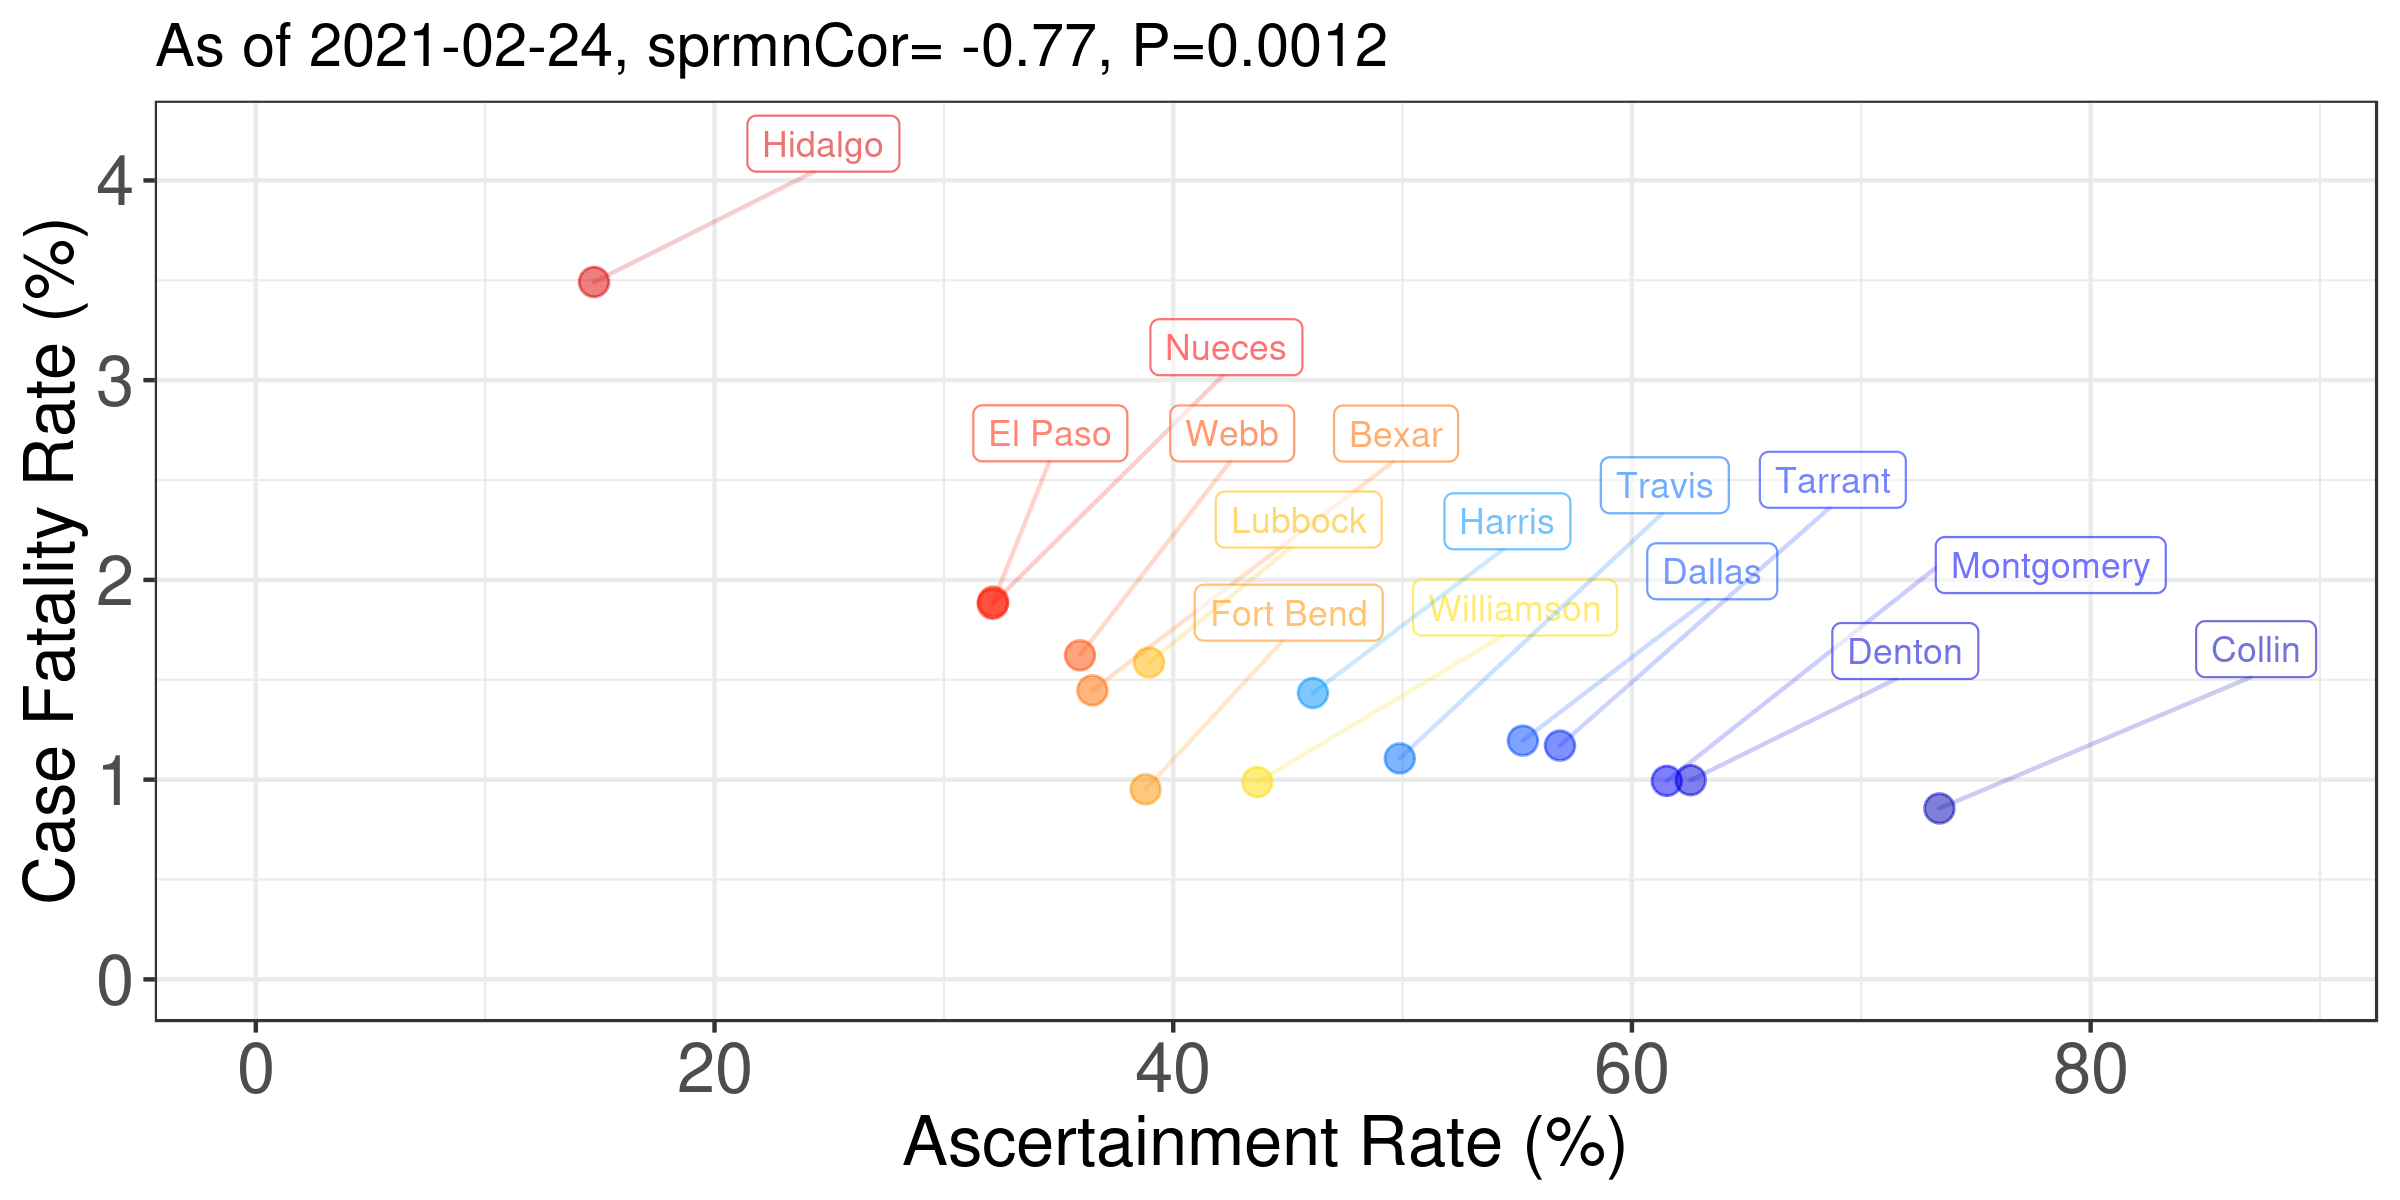 As of 2021-02-24, sprmnCor= -0.77, P=0.0012
Case Fatality Rate (%)
4
3
2
1
0
Hidalgo
Nueces
El Paso
Webb
Bexar
Travis
Tarrant
Lubbock
Harris
Dallas
Montgomery
Fort Bend
Williamson
Denton
Collin
0
20
40
60
80
Ascertainment Rate (%)